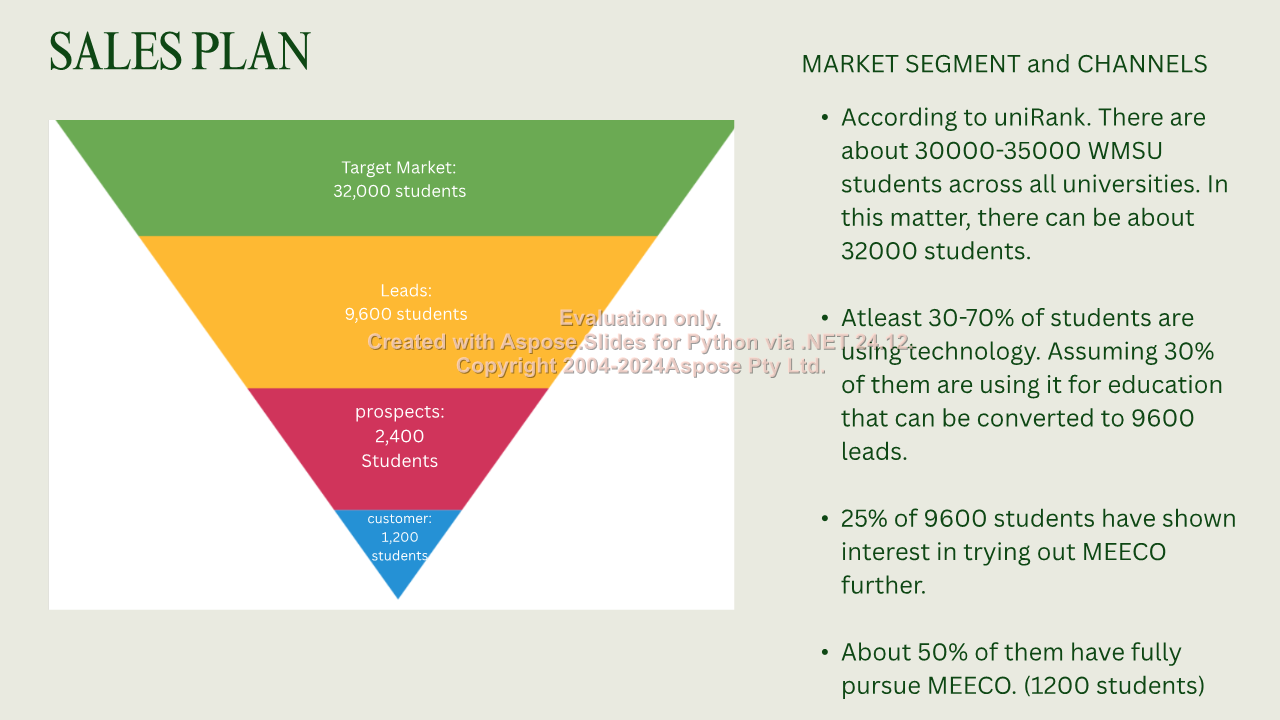 SALES PLAN
Target Market:
32,000 students
Leads:
9,600 students
prospects:
2,400
Students
customer:
1,200
students
Evaluation only.
Created with Aspose.Slides for Python via .NET 24.12.
Copyright 2004-2024Aspose Pty Ltd.
MARKET SEGMENT and CHANNELS
• According to uniRank. There are
about 30000-35000 WMSU
students across all universities. In
this matter, there can be about
32000 students.
• Atleast 30-70% of students are
using technology. Assuming 30%
of them are using it for education
that can be converted to 9600
leads.
• 25% of 9600 students have shown
interest in trying out MEECO
further.
• About 50% of them have fully
pursue MEECO. (1200 students)